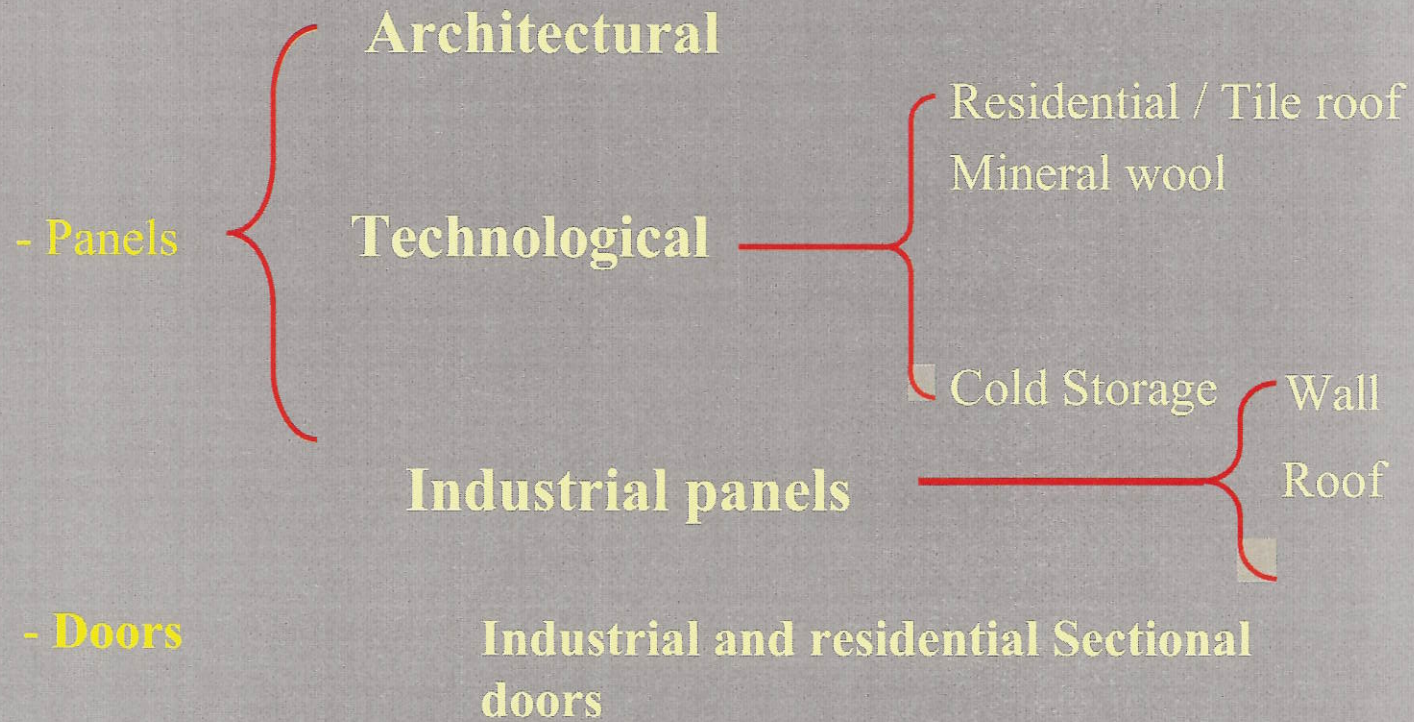 Architectural
Residential / Tile roof
Mineral wool
- Panels
Technological
Cold Storage
Wall
Roof
Industrial panels
- Doors
Industrial and residential Sectional
doors